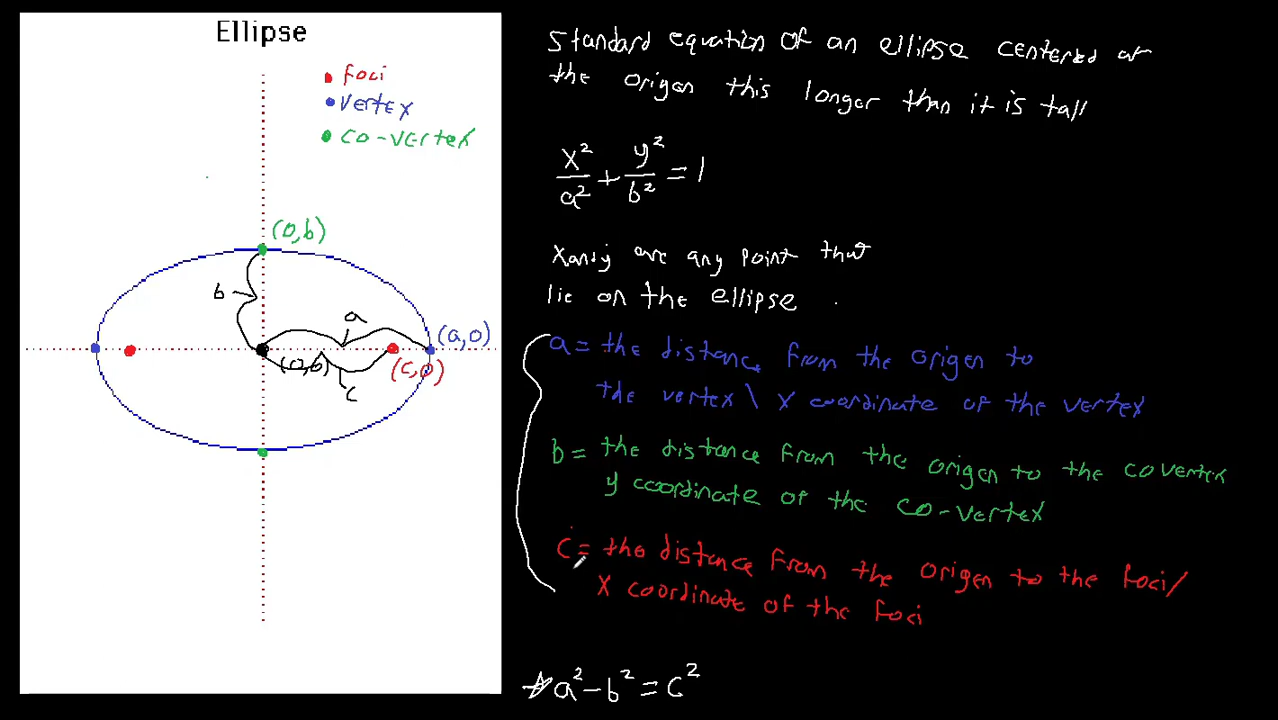 Ellipse
foci
vertex
co-vertex
(0,b)
b
a
(a,0)
(0,0)
(c,0)
c
Standard equation of an ellipse centered at
the origen this longer than it is tall
x²/a² + y²/b² = 1
x and y are any point that
lie on the ellipse .
a = the distance from the origen to
the vertex \ x coordinate of the vertex
b = the distance from the origen to the covertex
y coordinate of the co-vertex
c = the distance from the origen to the foci/
x coordinate of the foci
a² - b² = c²